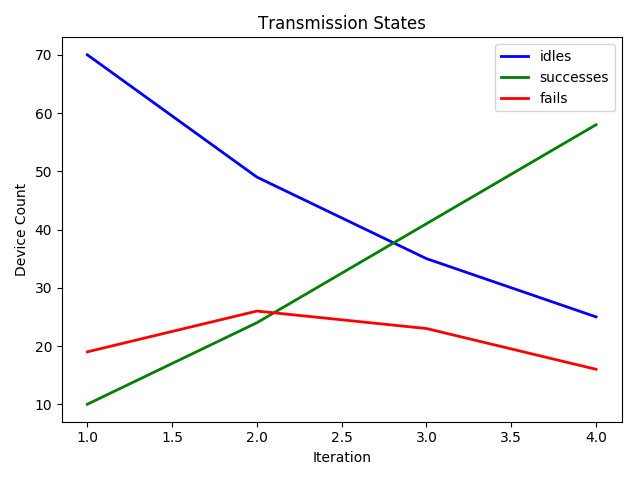 Transmission States
idles
successes
fails
Device Count
70
60
50
40
30
20
10
1.0 1.5 2.0 2.5 3.0 3.5 4.0
Iteration